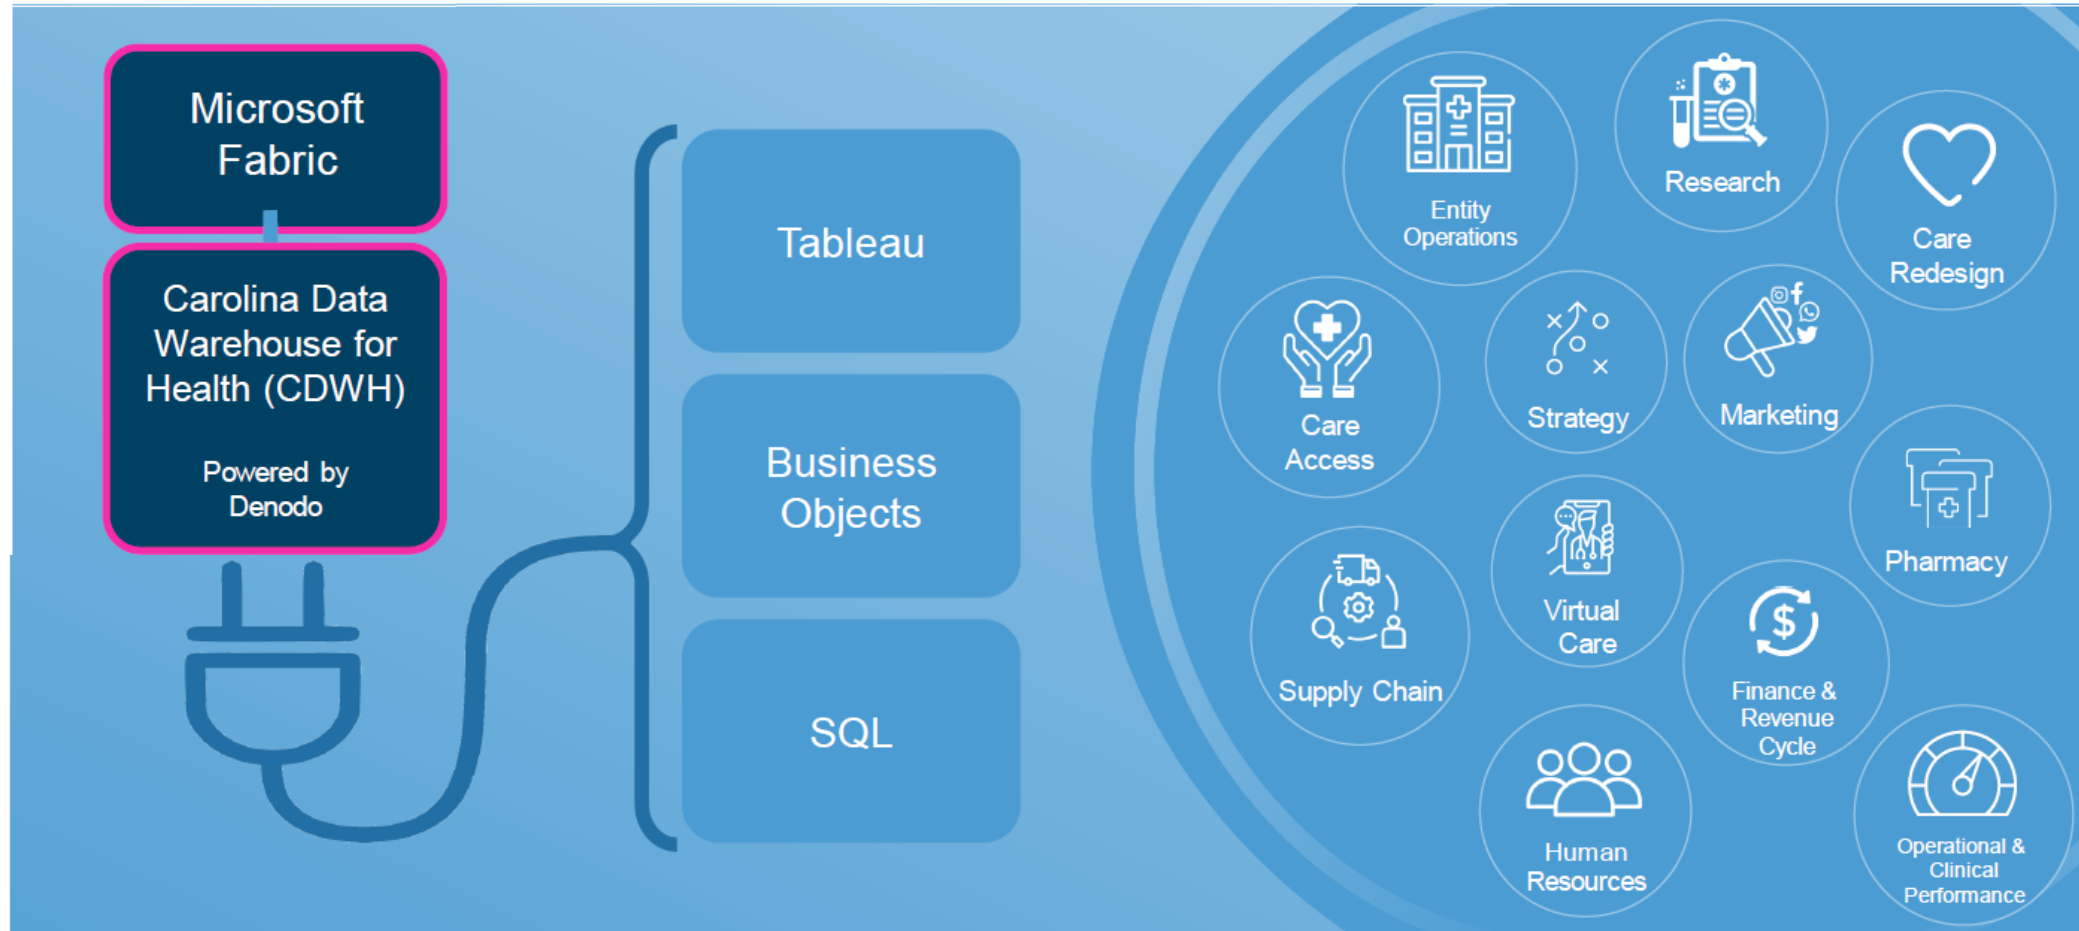 Microsoft
Fabric
Carolina Data
Warehouse for
Health (CDWH)
Powered by
Denodo
Tableau
Business
Objects
SQL
Entity
Operations
Research
Care
Redesign
Care
Access
Strategy
Marketing
Pharmacy
Supply Chain
Virtual
Care
$
Finance &
Revenue
Cycle
Human
Resources
Operational &
Clinical
Performance